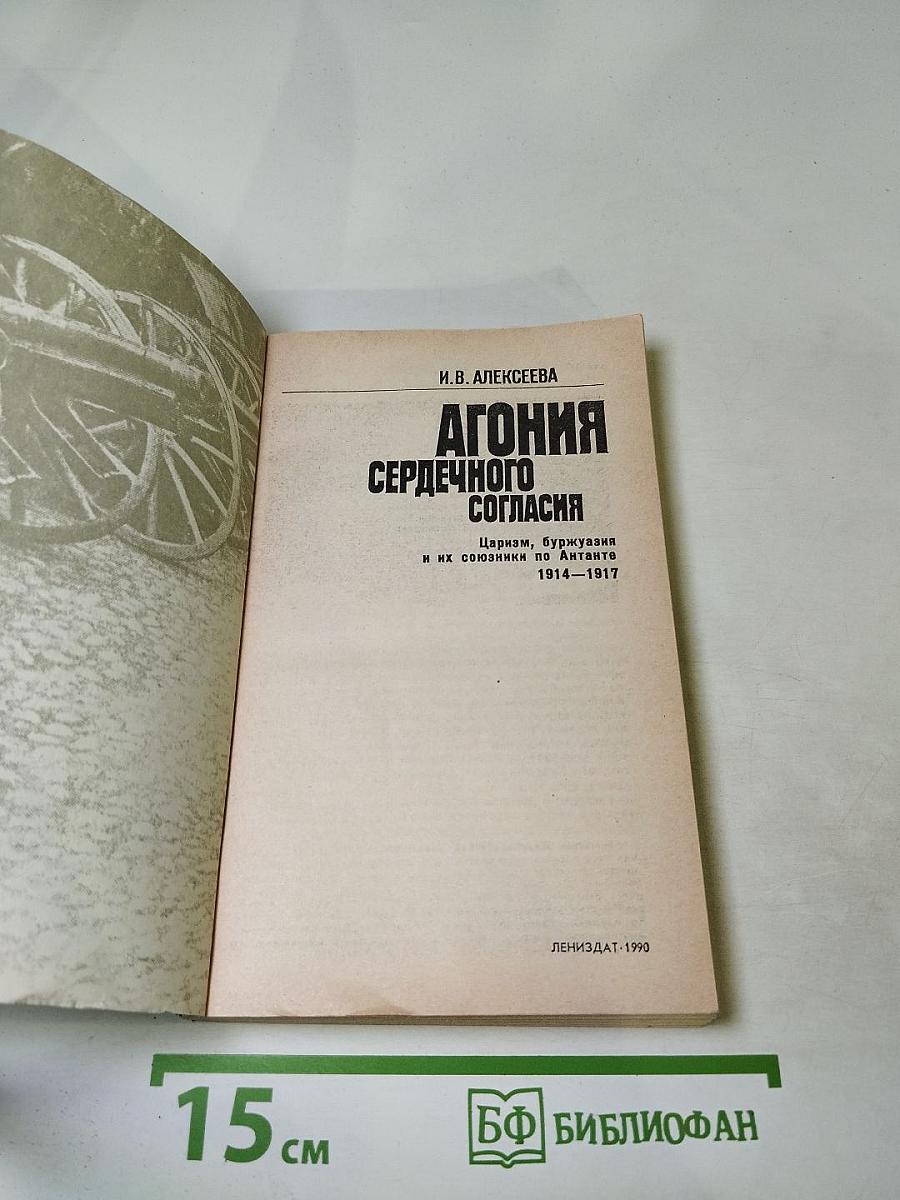 И.В. АЛЕКСЕЕВА
АГОНИЯ
СЕРДЕЧНОГО
СОГЛАСИЯ
Царизм, буржуазия
и их союзники по Антанте
1914—1917
ЛЕНИЗДАТ·1990
15 см
БФ БИБЛИОФАН